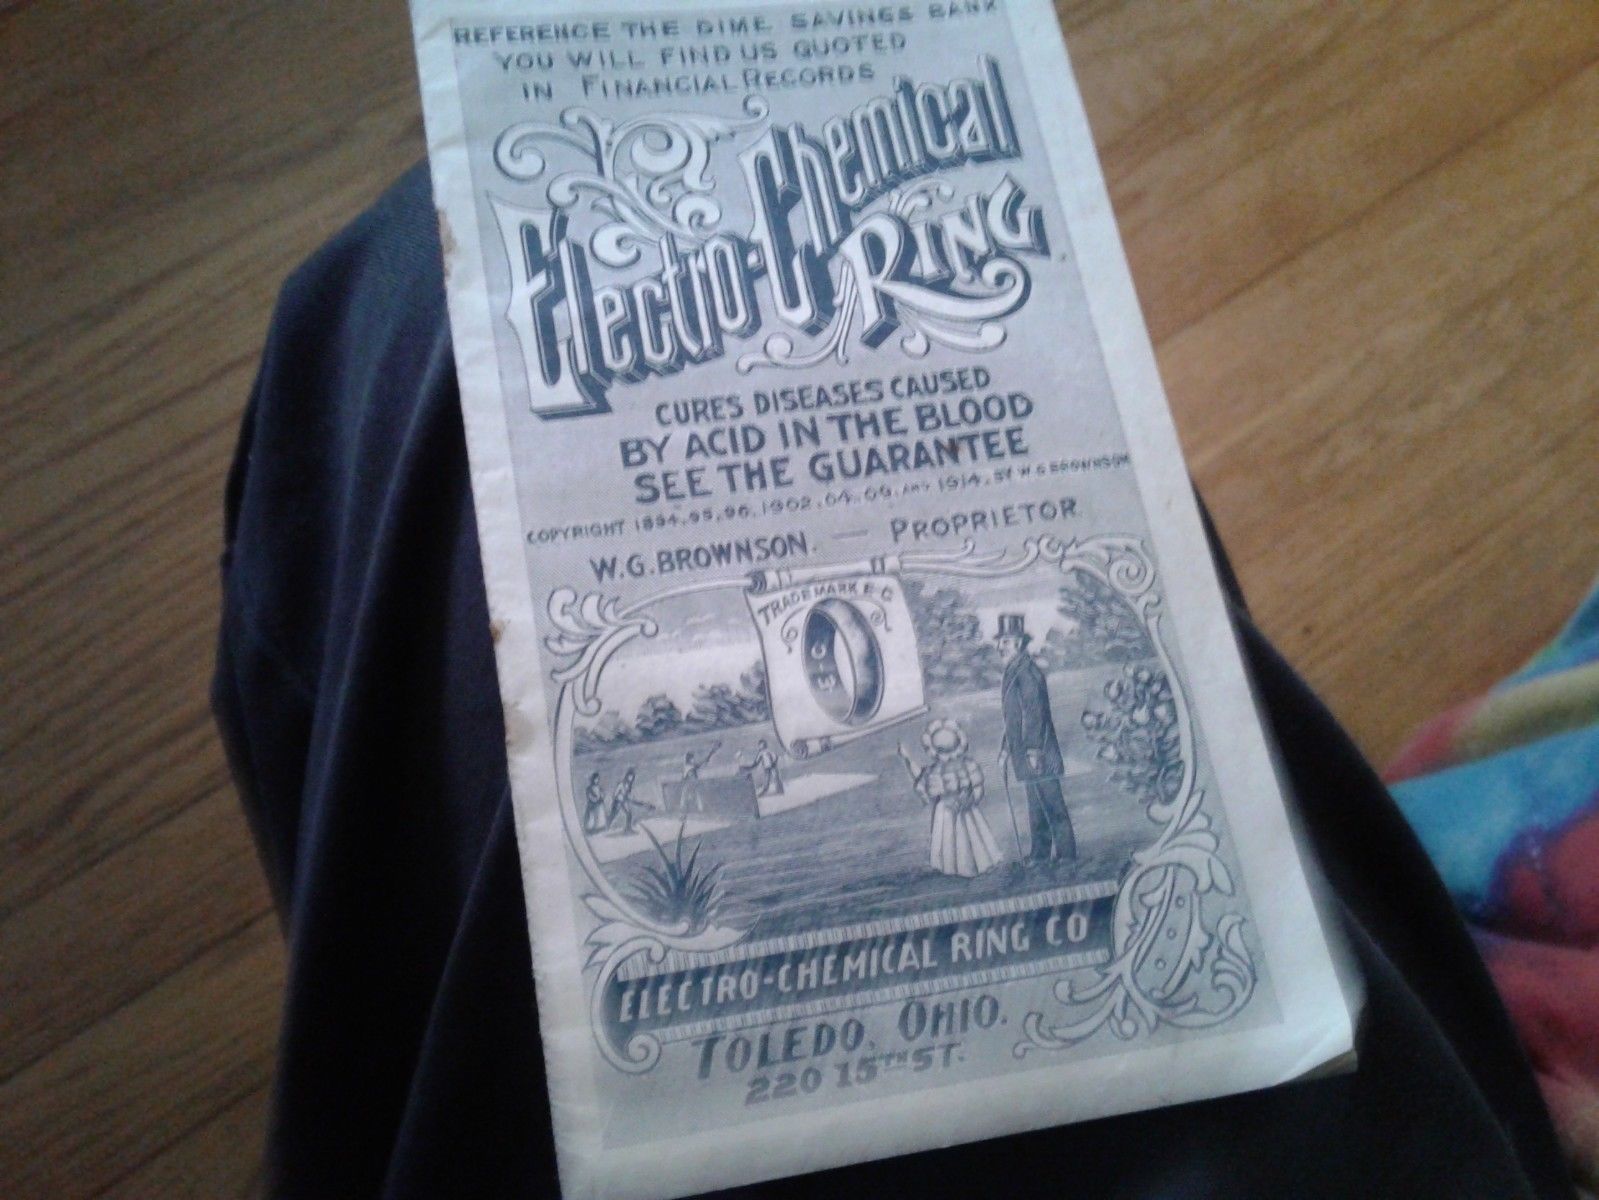 REFERENCE THE DIME SAVINGS BANK
YOU WILL FIND US QUOTED
IN FINANCIAL RECORDS
Electro-Chemical
RING
CURES DISEASES CAUSED
BY ACID IN THE BLOOD
SEE THE GUARANTEE
COPYRIGHT 1894.95.96.1902.04.09. AND 1914. BY W.G BROWNSON
W.G. BROWNSON. — PROPRIETOR.
TRADE MARK E-C
ELECTRO-CHEMICAL RING CO
TOLEDO, OHIO.
220 15TH ST.